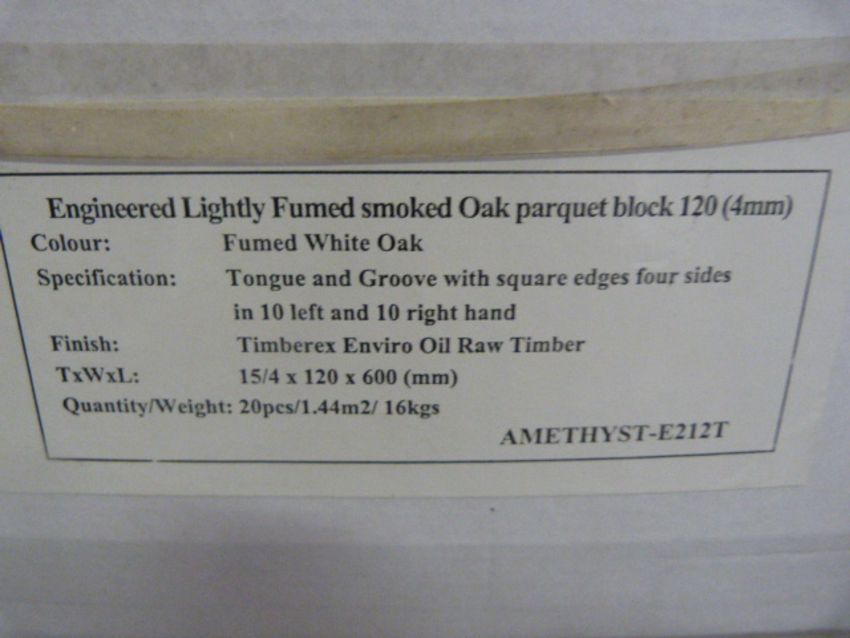 Engineered Lightly Fumed smoked Oak parquet block 120 (4mm)
Colour: Fumed White Oak
Specification: Tongue and Groove with square edges four sides
in 10 left and 10 right hand
Finish: Timberex Enviro Oil Raw Timber
TxWxL: 15/4 x 120 x 600 (mm)
Quantity/Weight: 20pcs/1.44m2/ 16kgs
AMETHYST-E212T